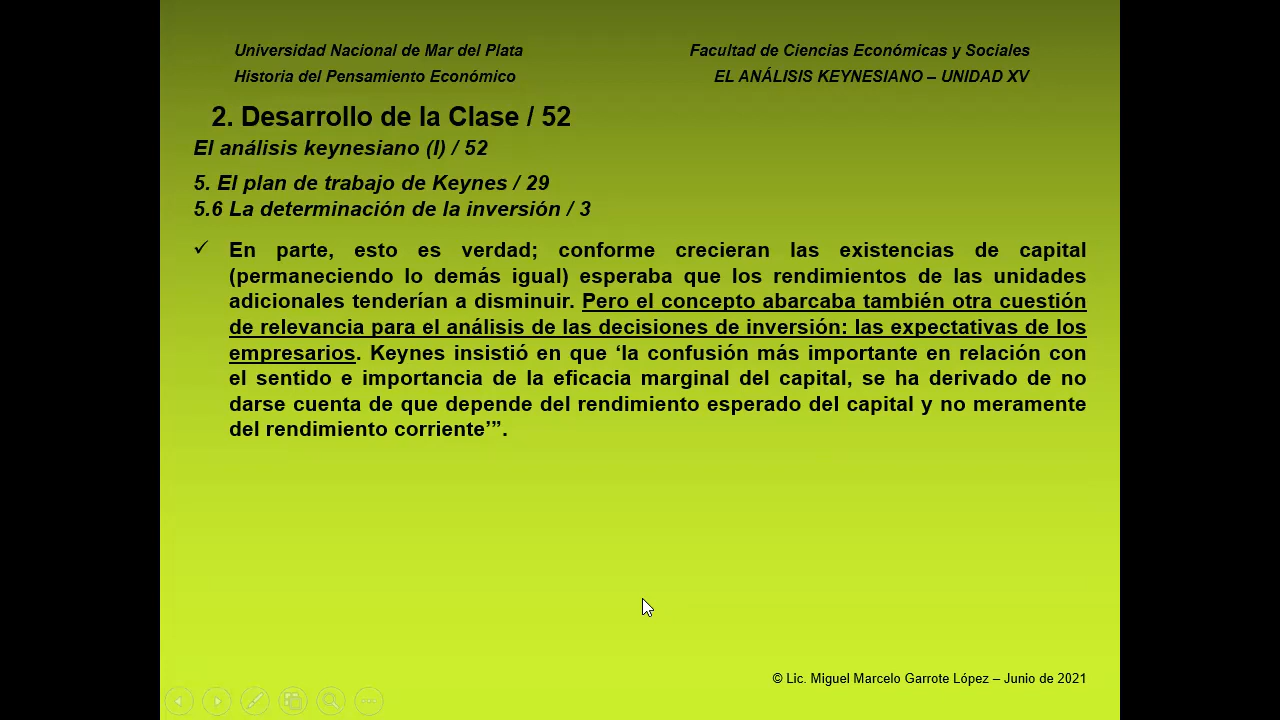 Universidad Nacional de Mar del Plata
Facultad de Ciencias Económicas y Sociales
Historia del Pensamiento Económico
EL ANÁLISIS KEYNESIANO – UNIDAD XV
2. Desarrollo de la Clase / 52
El análisis keynesiano (I) / 52
5. El plan de trabajo de Keynes / 29
5.6 La determinación de la inversión / 3
✓ En parte, esto es verdad; conforme crecieran las existencias de capital
(permaneciendo lo demás igual) esperaba que los rendimientos de las unidades
adicionales tenderían a disminuir. Pero el concepto abarcaba también otra cuestión
de relevancia para el análisis de las decisiones de inversión: las expectativas de los
empresarios. Keynes insistió en que ‘la confusión más importante en relación con
el sentido e importancia de la eficacia marginal del capital, se ha derivado de no
darse cuenta de que depende del rendimiento esperado del capital y no meramente
del rendimiento corriente’”.
© Lic. Miguel Marcelo Garrote López – Junio de 2021